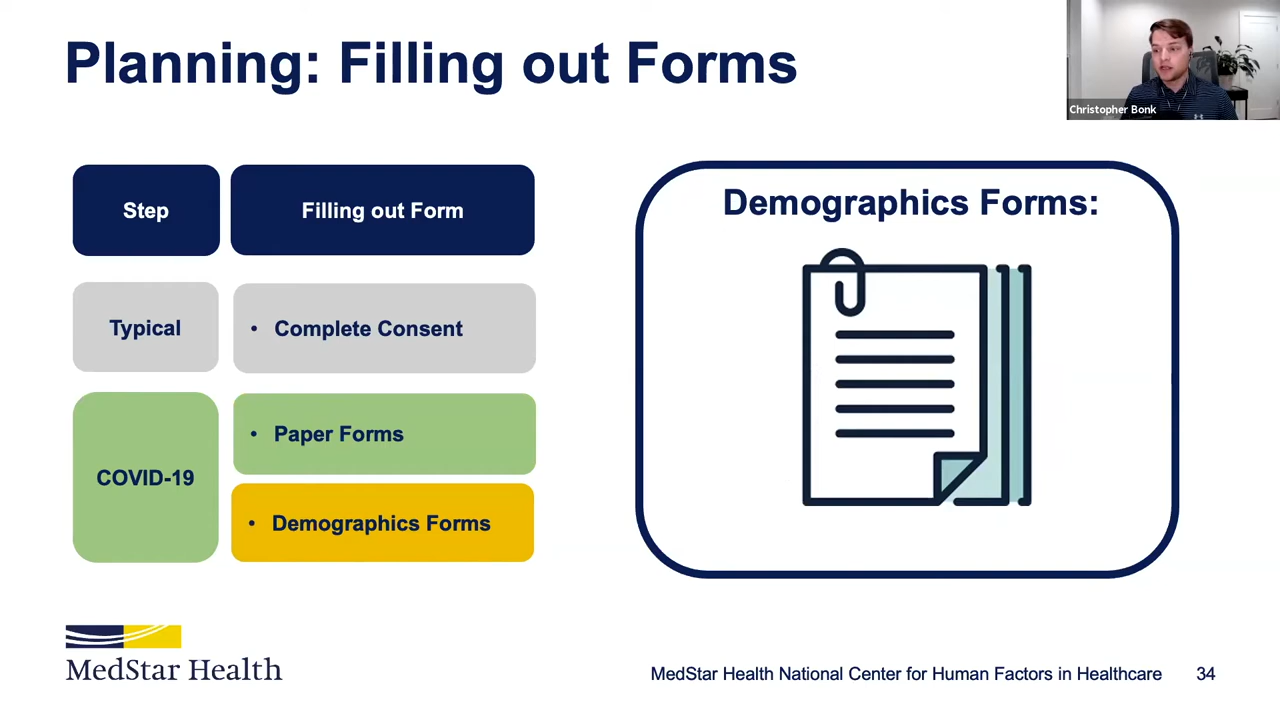 Planning: Filling out Forms
Christopher Bonk
Step
Filling out Form
Typical
• Complete Consent
COVID-19
• Paper Forms
• Demographics Forms
Demographics Forms:
MedStar Health
MedStar Health National Center for Human Factors in Healthcare
34